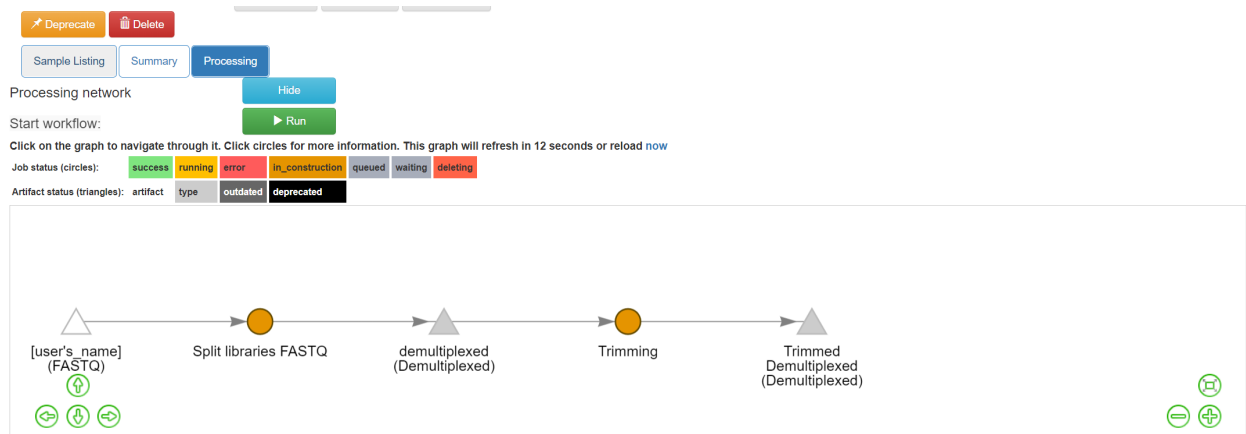 Deprecate Delete
Sample Listing Summary Processing
Processing network Hide
Start workflow: Run
Click on the graph to navigate through it. Click circles for more information. This graph will refresh in 12 seconds or reload now
Job status (circles): success running error in_construction queued waiting deleting
Artifact status (triangles): artifact type outdated deprecated
[user's_name]
(FASTQ)
Split libraries FASTQ
demultiplexed
(Demultiplexed)
Trimming
Trimmed
Demultiplexed
(Demultiplexed)